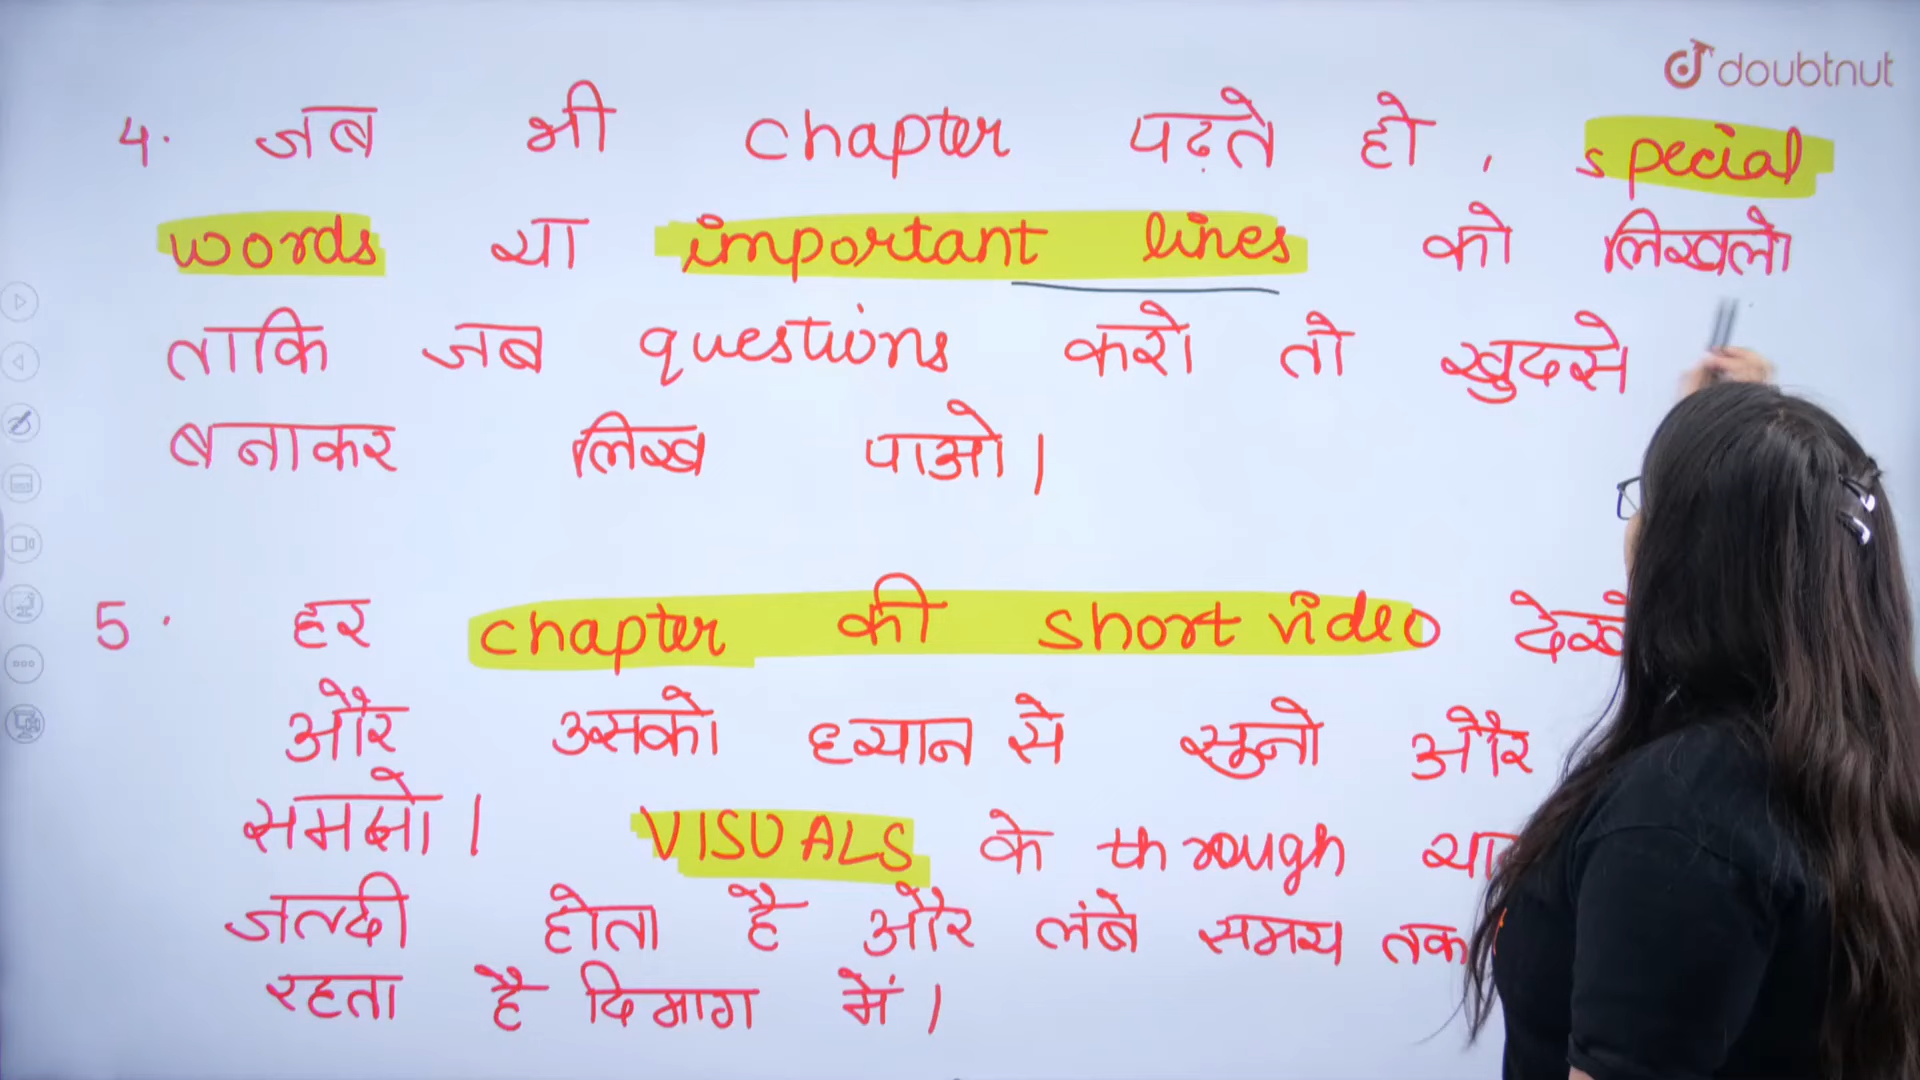 doubtnut
4. जब भी chapter पढ़ते हो , special
words या important lines को लिखलो
ताकि जब questions करो तो खुदसे
बनाकर लिख पाओ।
5. हर chapter की short video
और उसको ध्यान से सुनो और
समझो। VISUALS के through
जल्दी होता है और लंबे समय तक
रहता है दिमाग में।